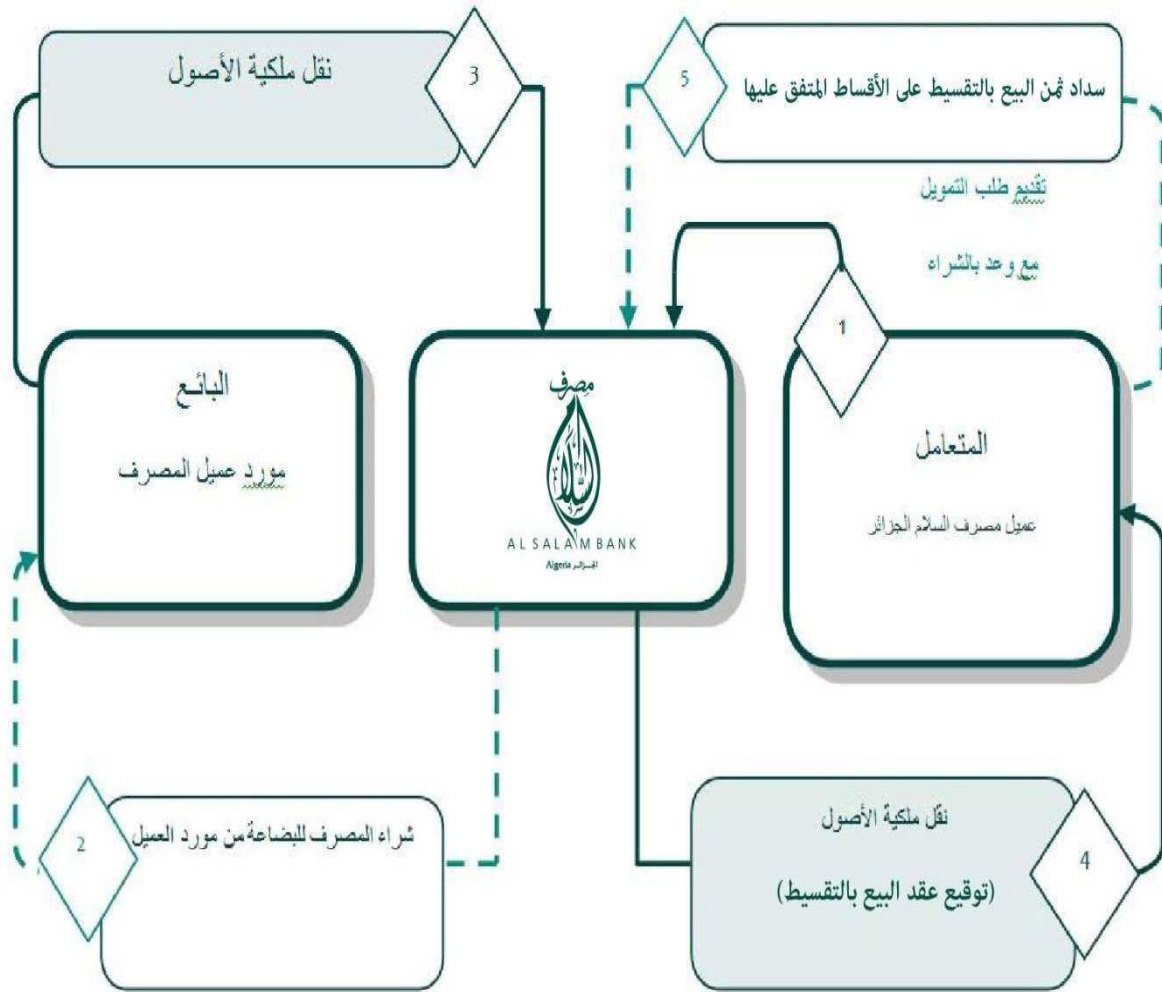 نقل ملكية الأصول
3
5
سداد ثمن البيع بالتقسيط على الأقساط المتفق عليها
تقديم طلب التمويل
مع وعد بالشراء
1
البائع
مورد عميل المصرف
مصرف
السلام
AL SALAM BANK
Algeria الجزائر
المتعامل
عميل مصرف السلام الجزائر
2
شراء المصرف للبضاعة من مورد العميل
نقل ملكية الأصول
(توقيع عقد البيع بالتقسيط)
4